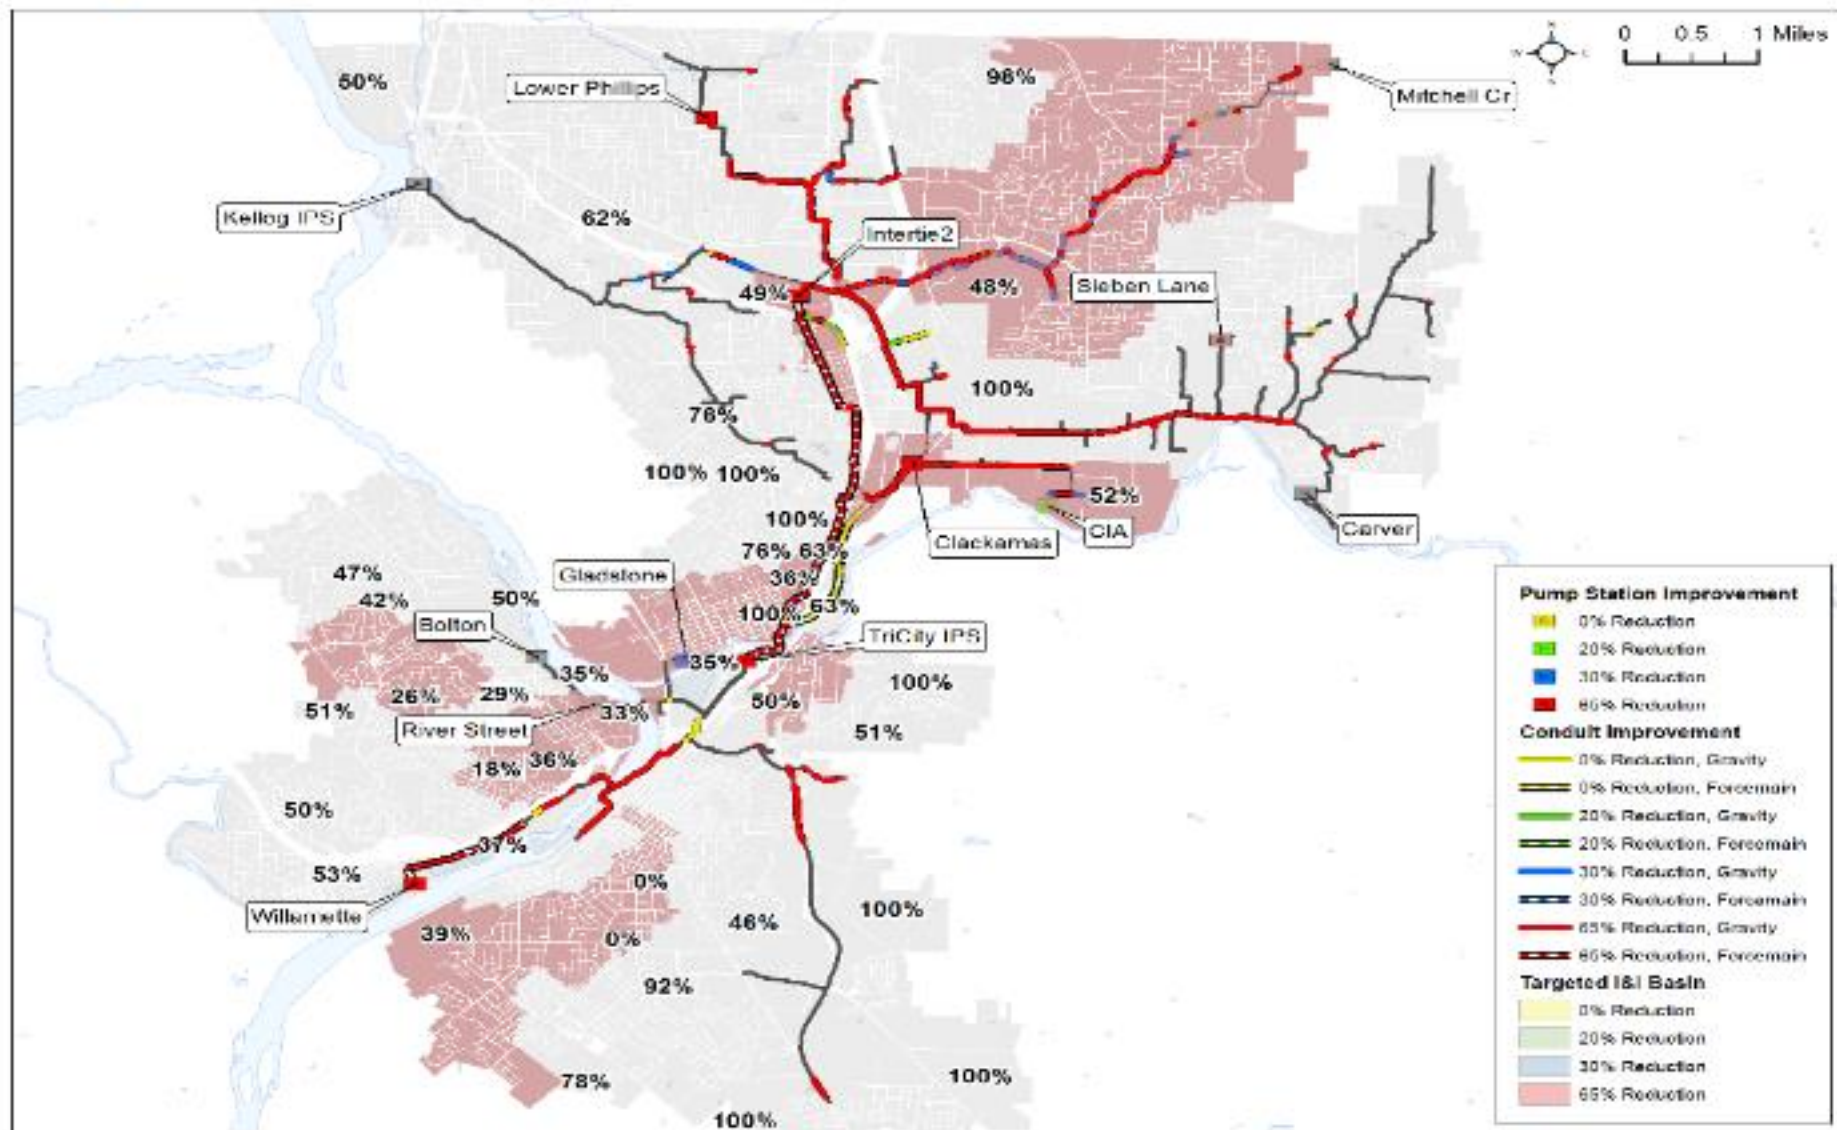 N
0 0.5 1 Miles
W E
50%
Lower Phillips
96%
Mitchell Cr
Kellog IPS
62%
Intertie2
49%
48%
Sieben Lane
100%
76%
100% 100%
52%
100%
Clackamas
CIA
Carver
76% 63%
36%
Gladstone
47%
42%
50%
100% 63%
Bolton
TriCity IPS
35%
35%
100%
26%
29%
50%
51%
33%
River Street
51%
36%
18%
50%
37%
53%
0%
Willamette
46%
100%
39%
0%
92%
78%
100%
100%
Pump Station Improvement
0% Reduction
20% Reduction
30% Reduction
65% Reduction
Conduit Improvement
0% Reduction, Gravity
0% Reduction, Forcemain
20% Reduction, Gravity
20% Reduction, Forcemain
30% Reduction, Gravity
30% Reduction, Forcemain
65% Reduction, Gravity
65% Reduction, Forcemain
Targeted I&I Basin
0% Reduction
20% Reduction
30% Reduction
65% Reduction